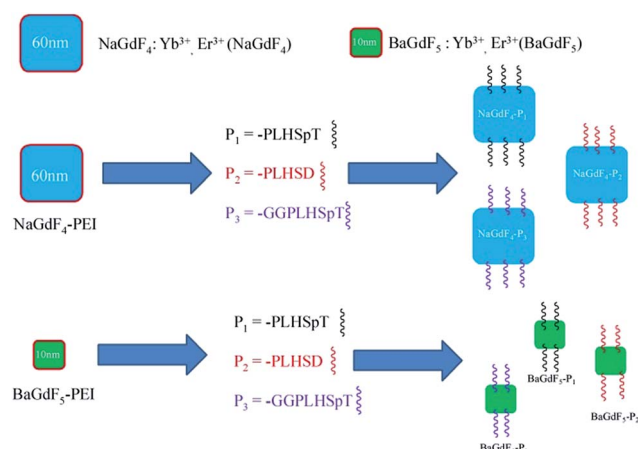 60nm NaGdF₄: Yb³⁺, Er³⁺(NaGdF₄)
10nm BaGdF₅: Yb³⁺, Er³⁺(BaGdF₅)
60nm
NaGdF₄-PEI
P₁ = -PLHSpT
P₂ = -PLHSD
P₃ = -GGPLHSpT
NaGdF₄-P₁
NaGdF₄-P₂
NaGdF₄-P₃
10nm
BaGdF₅-PEI
P₁ = -PLHSpT
P₂ = -PLHSD
P₃ = -GGPLHSpT
BaGdF₅-P₁
BaGdF₅-P₂